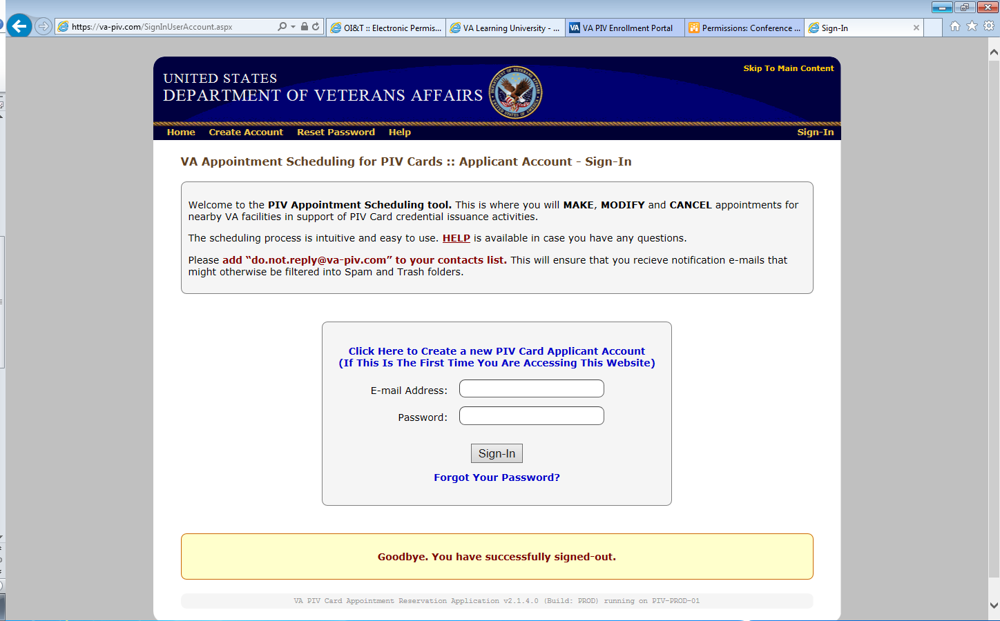 https://va-piv.com/SignInUserAccount.aspx
OI&T :: Electronic Permis...
VA Learning University - ...
VA VA PIV Enrollment Portal
Permissions: Conference ...
Sign-In
Skip To Main Content
UNITED STATES
DEPARTMENT OF VETERANS AFFAIRS
DEPARTMENT OF VETERANS AFFAIRS
UNITED STATES OF AMERICA
Home Create Account Reset Password Help Sign-In
VA Appointment Scheduling for PIV Cards :: Applicant Account - Sign-In
Welcome to the PIV Appointment Scheduling tool. This is where you will MAKE, MODIFY and CANCEL appointments for
nearby VA facilities in support of PIV Card credential issuance activities.
The scheduling process is intuitive and easy to use. HELP is available in case you have any questions.
Please add “do.not.reply@va-piv.com” to your contacts list. This will ensure that you recieve notification e-mails that
might otherwise be filtered into Spam and Trash folders.
Click Here to Create a new PIV Card Applicant Account
(If This Is The First Time You Are Accessing This Website)
E-mail Address:
Password:
Sign-In
Forgot Your Password?
Goodbye. You have successfully signed-out.
VA PIV Card Appointment Reservation Application v2.1.4.0 (Build: PROD) running on PIV-PROD-01